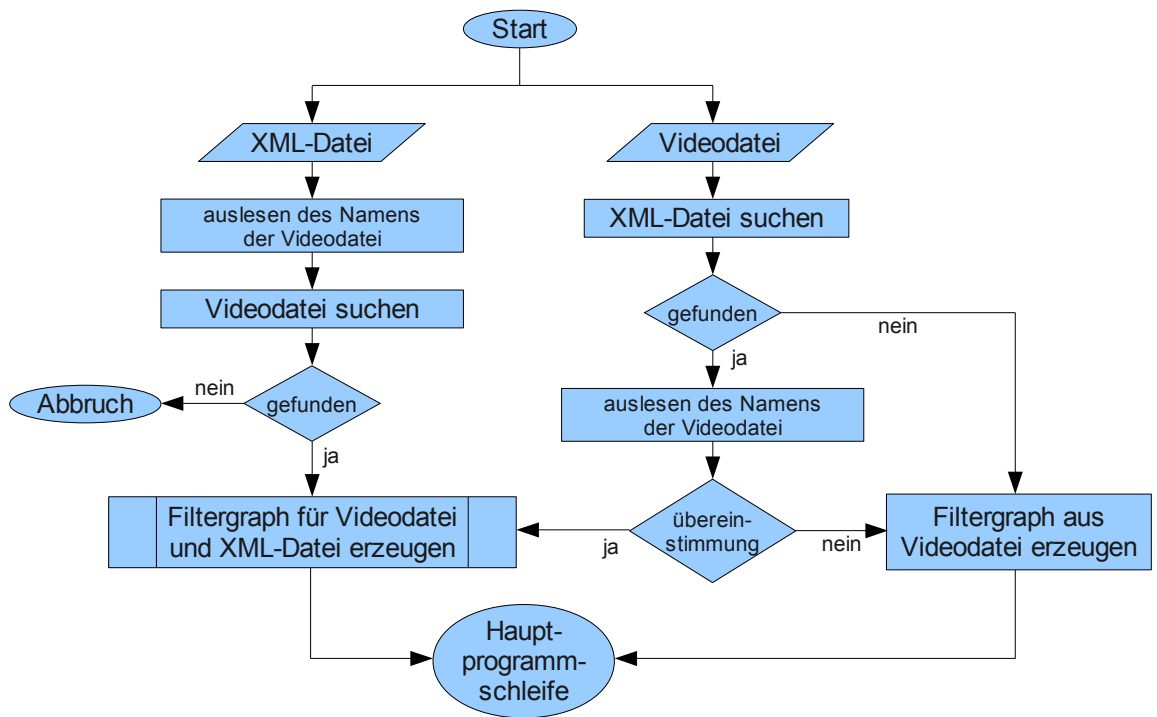 Start
XML-Datei
Videodatei
auslesen des Namens
der Videodatei
XML-Datei suchen
Videodatei suchen
gefunden
nein
ja
Abbruch
nein
gefunden
auslesen des Namens
der Videodatei
ja
Filtergraph für Videodatei
und XML-Datei erzeugen
ja
überein-
stimmung
nein
Filtergraph aus
Videodatei erzeugen
Haupt-
programm-
schleife